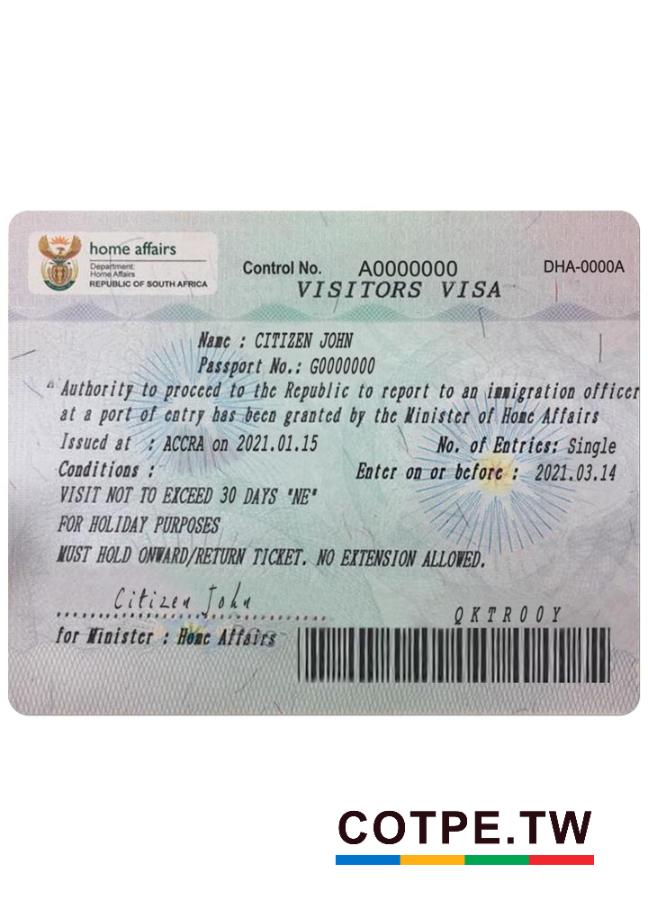 home affairs
Department:
Home Affairs
REPUBLIC OF SOUTH AFRICA
Control No. A0000000
DHA-0000A
VISITORS VISA
Name : CITIZEN JOHN
Passport No.: G0000000
"Authority to proceed to the Republic to report to an immigration officer
at a port of entry has been granted by the Minister of Home Affairs
Issued at : ACCRA on 2021.01.15 No. of Entries: Single
Conditions : Enter on or before : 2021.03.14
VISIT NOT TO EXCEED 30 DAYS "NE"
FOR HOLIDAY PURPOSES
MUST HOLD ONWARD/RETURN TICKET. NO EXTENSION ALLOWED.
Citizen John
QKTROOY
for Minister : Home Affairs
COTPE.TW